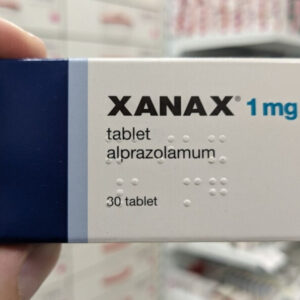 XANAX® 1 mg
tablet
alprazolamum
30 tablet